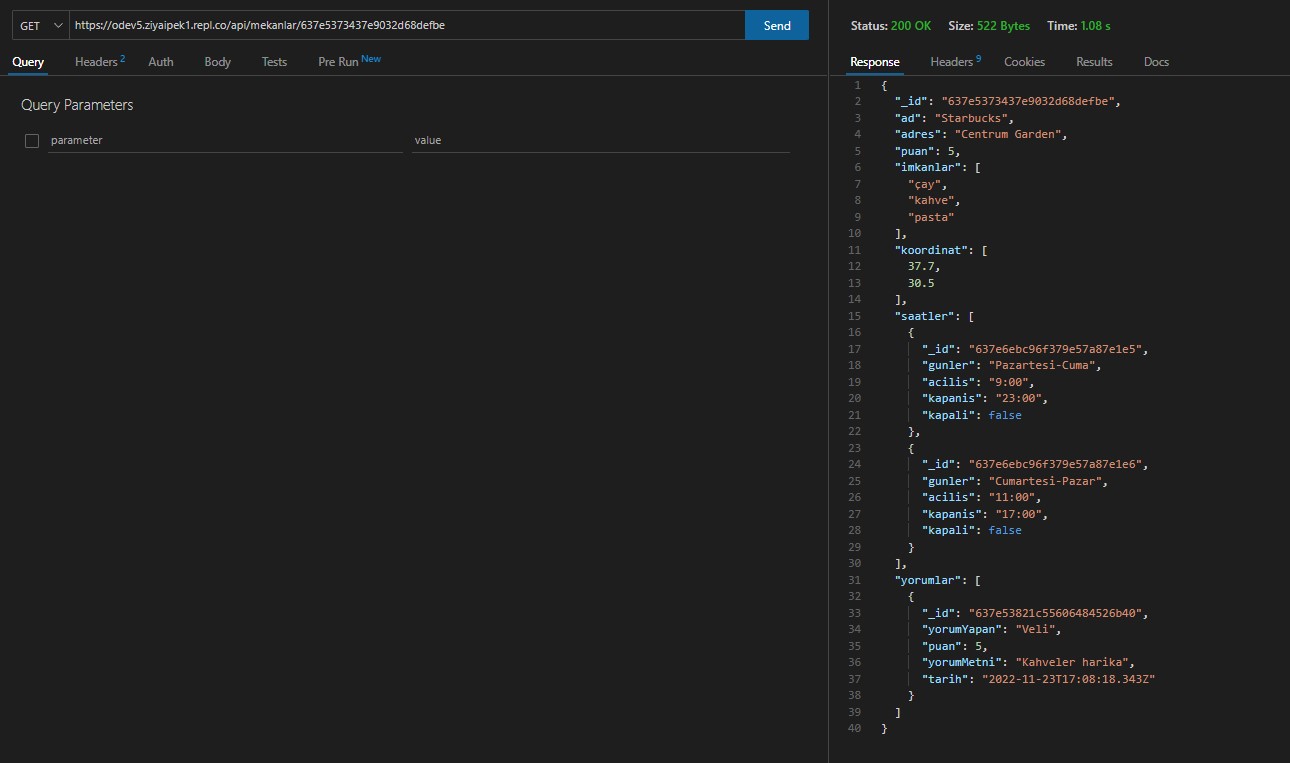 GET https://odev5.ziyaipek1.repl.co/api/mekanlar/637e5373437e9032d68defbe Send
Query Headers 2 Auth Body Tests Pre Run New
Query Parameters
parameter value
Status: 200 OK Size: 522 Bytes Time: 1.08 s
Response Headers 9 Cookies Results Docs
1 {
2 "_id": "637e5373437e9032d68defbe",
3 "ad": "Starbucks",
4 "adres": "Centrum Garden",
5 "puan": 5,
6 "imkanlar": [
7 "çay",
8 "kahve",
9 "pasta"
10 ],
11 "koordinat": [
12 37.7,
13 30.5
14 ],
15 "saatler": [
16 {
17 "_id": "637e6ebc96f379e57a87e1e5",
18 "gunler": "Pazartesi-Cuma",
19 "acilis": "9:00",
20 "kapanis": "23:00",
21 "kapali": false
22 },
23 {
24 "_id": "637e6ebc96f379e57a87e1e6",
25 "gunler": "Cumartesi-Pazar",
26 "acilis": "11:00",
27 "kapanis": "17:00",
28 "kapali": false
29 }
30 ],
31 "yorumlar": [
32 {
33 "_id": "637e53821c55606484526b40",
34 "yorumYapan": "Veli",
35 "puan": 5,
36 "yorumMetni": "Kahveler harika",
37 "tarih": "2022-11-23T17:08:18.343Z"
38 }
39 ]
40 }